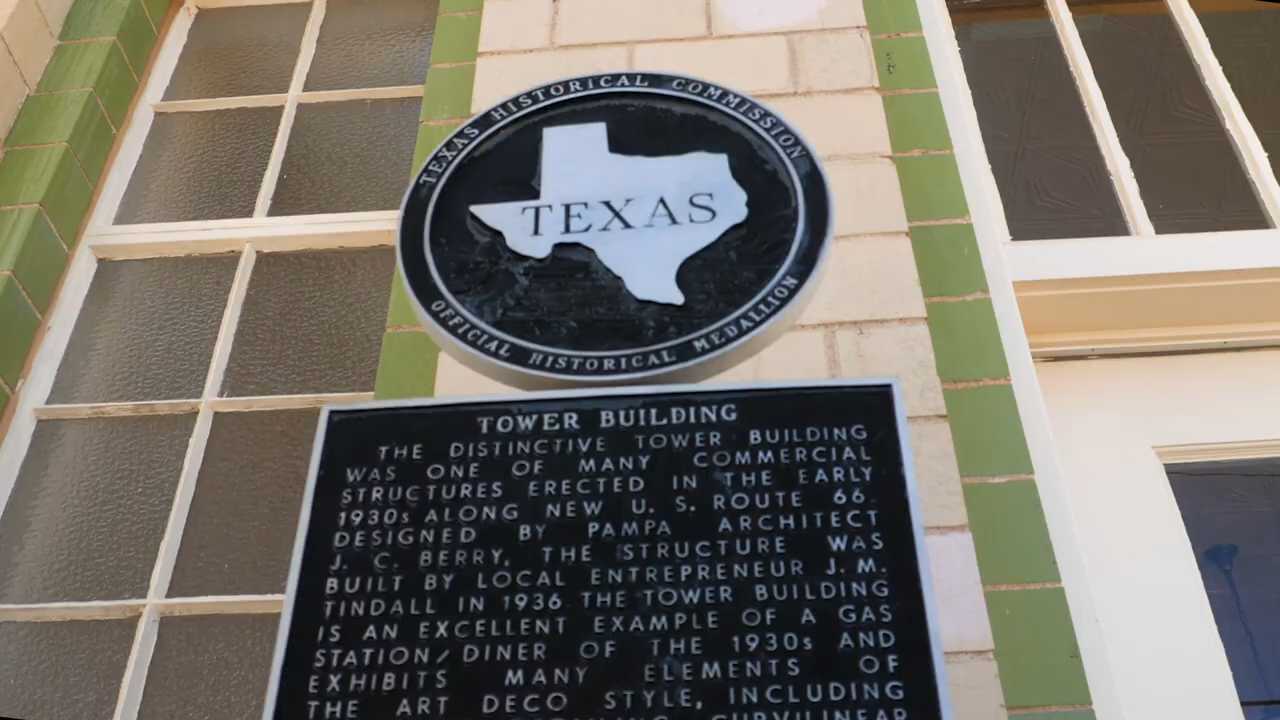 TEXAS HISTORICAL COMMISSION
TEXAS
OFFICIAL HISTORICAL MEDALLION
TOWER BUILDING
THE DISTINCTIVE TOWER BUILDING
WAS ONE OF MANY COMMERCIAL
STRUCTURES ERECTED IN THE EARLY
1930s ALONG NEW U. S. ROUTE 66.
DESIGNED BY PAMPA ARCHITECT
J. C. BERRY, THE STRUCTURE WAS
BUILT BY LOCAL ENTREPRENEUR J. M.
TINDALL IN 1936. THE TOWER BUILDING
IS AN EXCELLENT EXAMPLE OF A GAS
STATION/DINER OF THE 1930s AND
EXHIBITS MANY ELEMENTS OF
THE ART DECO STYLE, INCLUDING
CURVILINEAR